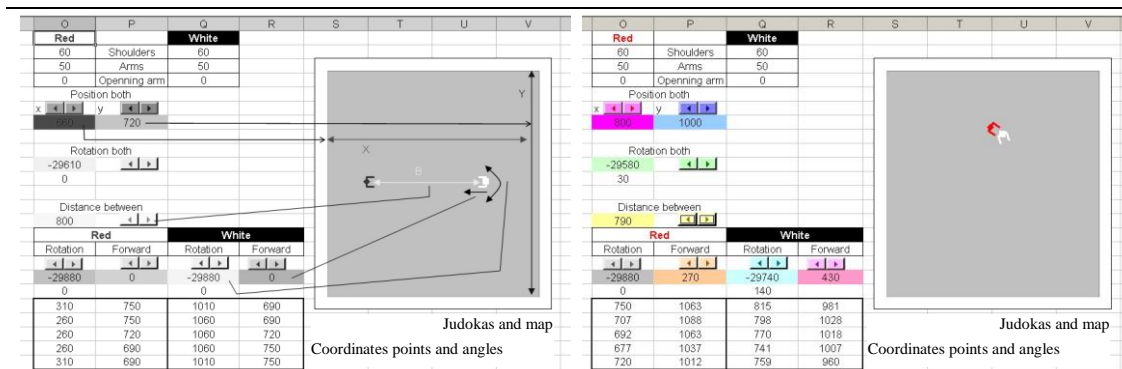 O P Q R S T U V
Red White
60 Shoulders 60
50 Arms 50
0 Openning arm 0
Position both
x y
660 720
Y
X
Rotation both
-29610
0
B
Distance between
800
Red White
Rotation Forward Rotation Forward
-29880 0 -29880 0
0 0
310 750 1010 690
260 750 1060 690
260 720 1060 720
260 690 1060 750
310 690 1010 750
Judokas and map
Coordinates points and angles
O P Q R S T U V
Red White
60 Shoulders 60
50 Arms 50
0 Openning arm 0
Position both
x y
800 1000
Rotation both
-29580
30
Distance between
790
Red White
Rotation Forward Rotation Forward
-29880 270 -29740 430
0 140
750 1063 815 981
707 1088 798 1028
692 1063 770 1018
677 1037 741 1007
720 1012 759 960
Judokas and map
Coordinates points and angles